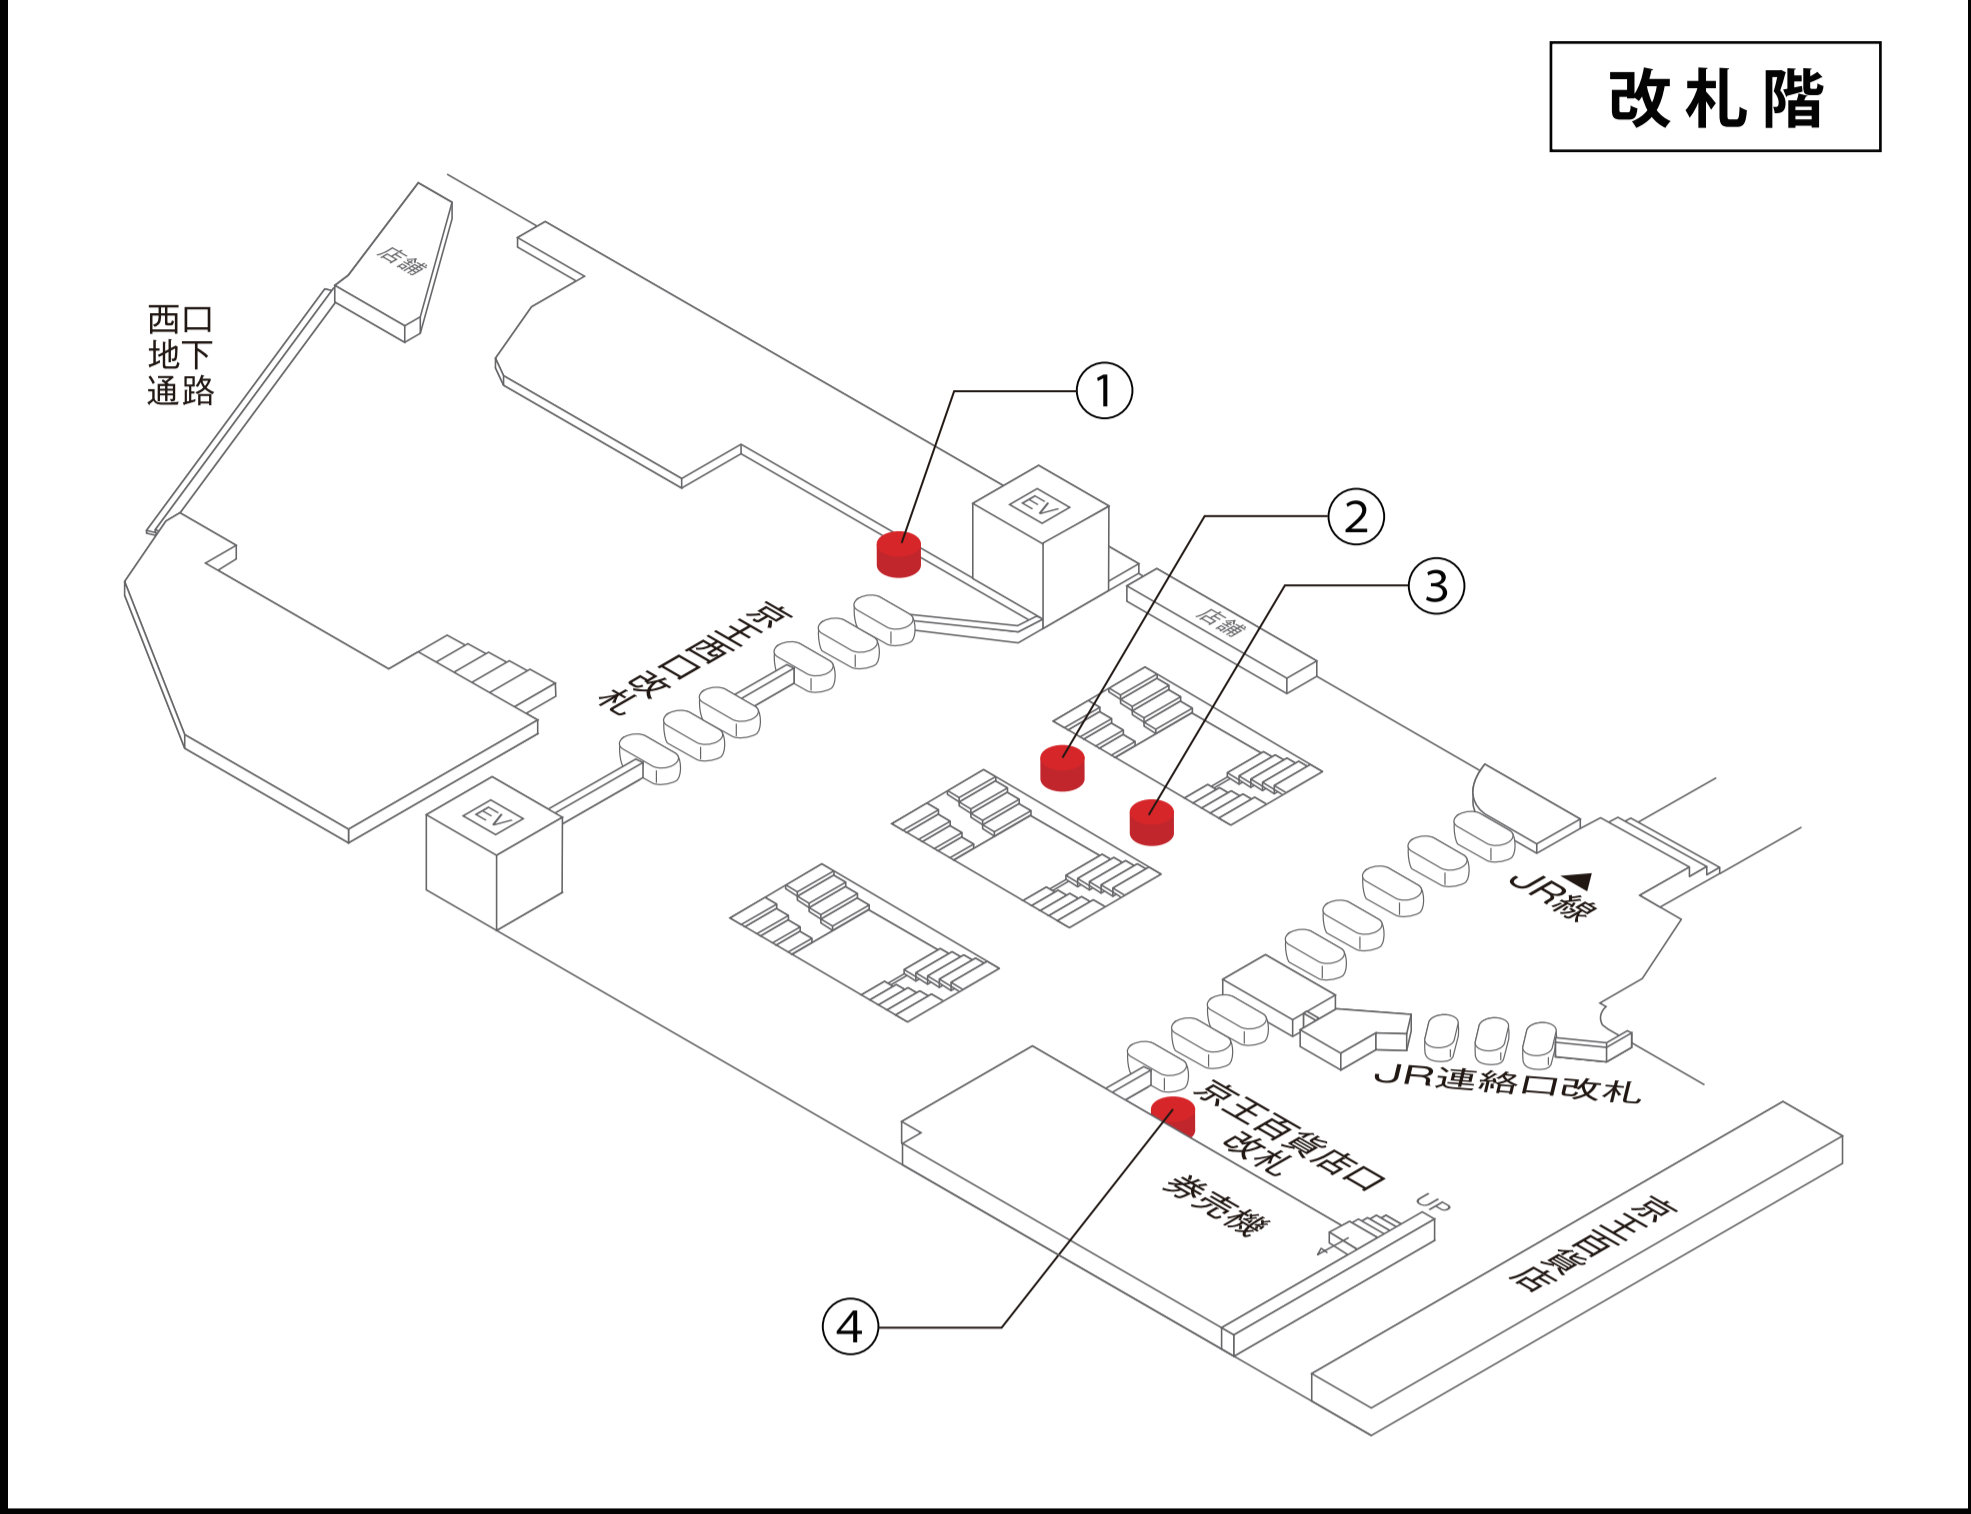 改札階
店舗
西口
地下
通路
①
EV
②
③
店舗
京王西口改札
EV
JR線
JR連絡口改札
京王百貨店口
改札
券売機
UP
京王百貨店
④